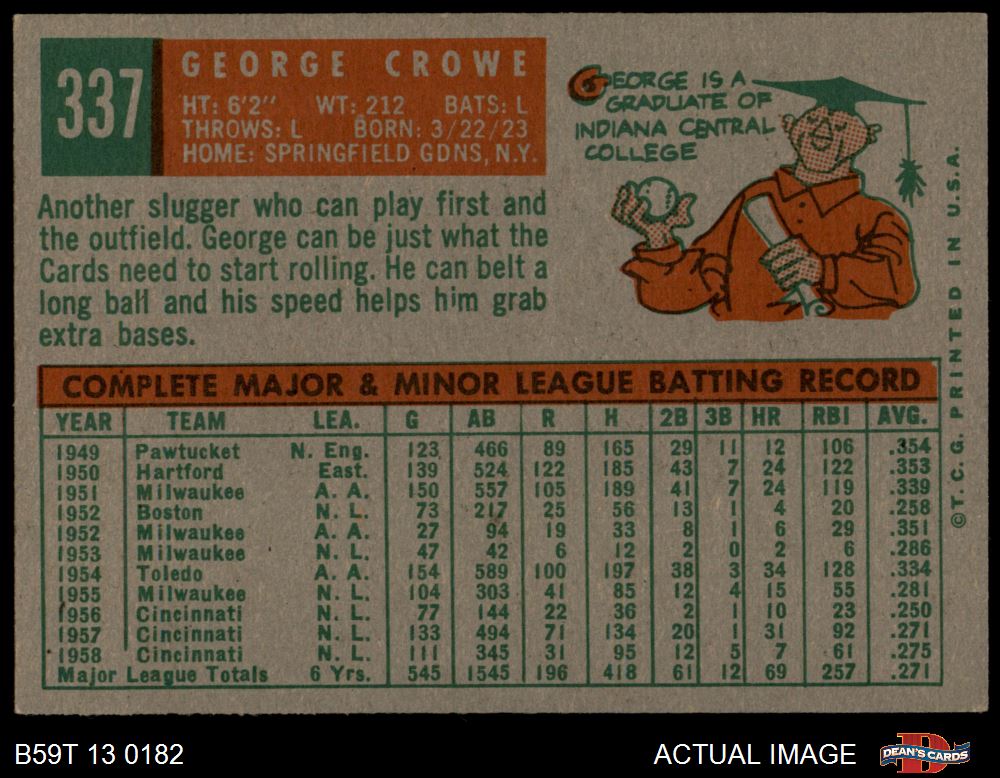 337
GEORGE CROWE
HT: 6'2" WT: 212 BATS: L
THROWS: L BORN: 3/22/23
HOME: SPRINGFIELD GDNS, N.Y.
GEORGE IS A
GRADUATE OF
INDIANA CENTRAL
COLLEGE
Another slugger who can play first and
the outfield. George can be just what the
Cards need to start rolling. He can belt a
long ball and his speed helps him grab
extra bases.
COMPLETE MAJOR & MINOR LEAGUE BATTING RECORD
YEAR TEAM LEA. G AB R H 2B 3B HR RBI AVG.
1949 Pawtucket N. Eng. 123 466 89 165 29 11 12 106 .354
1950 Hartford East. 139 524 122 185 43 7 24 122 .353
1951 Milwaukee A. A. 150 557 105 189 41 7 24 119 .339
1952 Boston N. L. 73 217 25 56 13 1 4 20 .258
1952 Milwaukee A. A. 27 94 19 33 8 1 6 29 .351
1953 Milwaukee N. L. 47 42 6 12 2 0 2 6 .286
1954 Toledo A. A. 154 589 100 197 38 3 34 128 .334
1955 Milwaukee N. L. 104 303 41 85 12 4 15 55 .281
1956 Cincinnati N. L. 77 144 22 36 2 1 10 23 .250
1957 Cincinnati N. L. 133 494 71 134 20 1 31 92 .271
1958 Cincinnati N. L. 111 345 31 95 12 5 7 61 .275
Major League Totals 6 Yrs. 545 1545 196 418 61 12 69 257 .271
© T. C. G. PRINTED IN U.S.A.
B59T 13 0182
ACTUAL IMAGE
DEAN'S CARDS